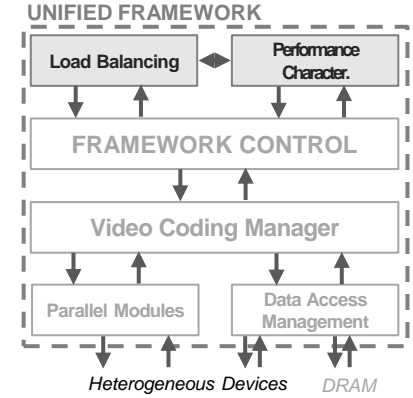 UNIFIED FRAMEWORK
Load Balancing
Performance
Character.
FRAMEWORK CONTROL
Video Coding Manager
Parallel Modules
Data Access
Management
Heterogeneous Devices
DRAM